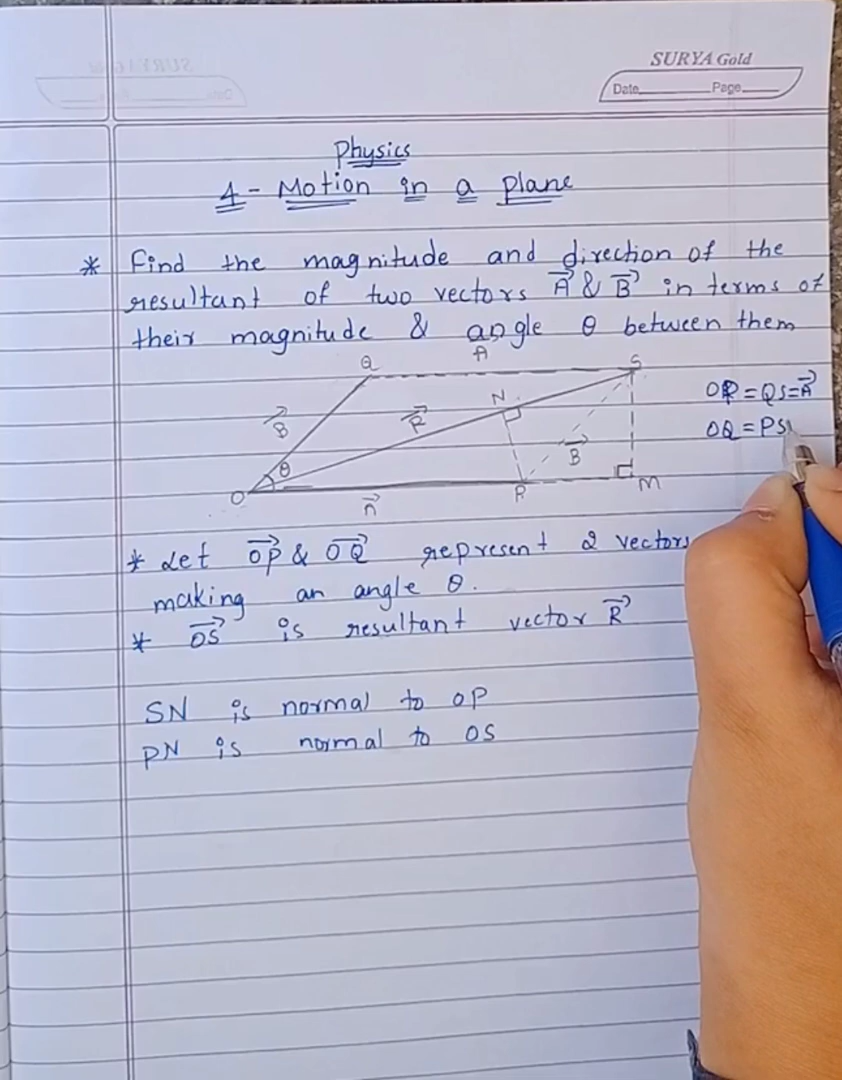 SURYA Gold
Date Page
Physics
4 - Motion in a plane
* Find the magnitude and direction of the
resultant of two vectors A⃗ & B⃗ in terms of
their magnitude & angle θ between them
Q A S
B⃗ R⃗ N
θ B⃗
O n⃗ P M
OP = QS = A⃗
OQ = PS
* Let OP⃗ & OQ⃗ represent 2 vectors
making an angle θ.
* OS⃗ is resultant vector R⃗
SN is normal to OP
PN is normal to OS